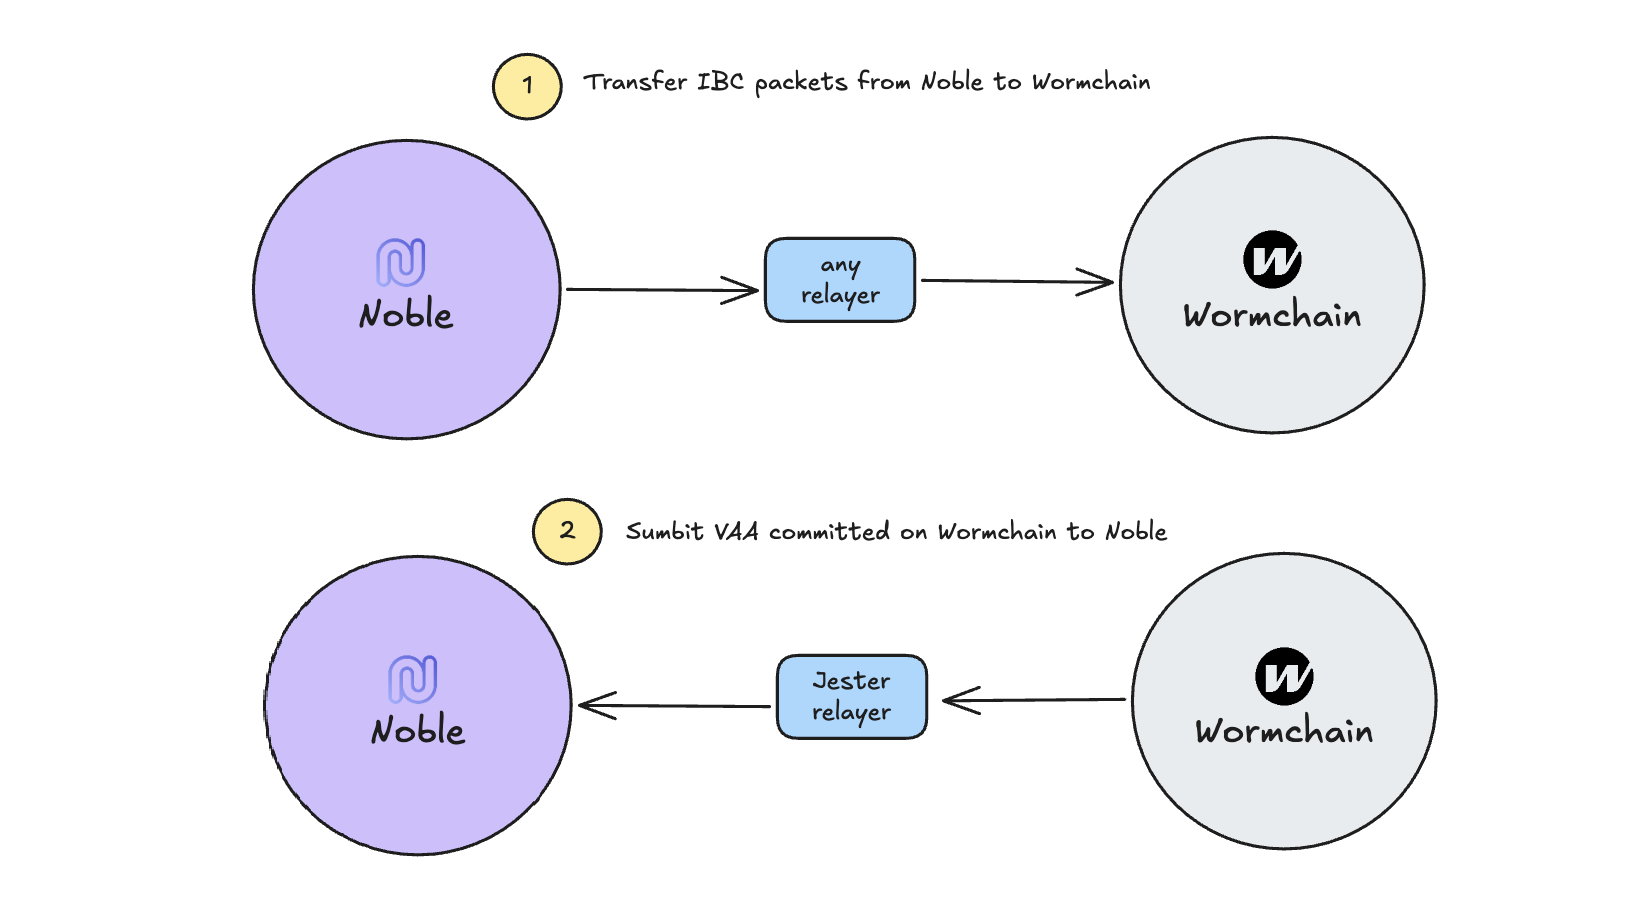 1
Transfer IBC packets from Noble to Wormchain
Noble
any
relayer
W
Wormchain
2
Sumbit VAA committed on Wormchain to Noble
Noble
Jester
relayer
W
Wormchain